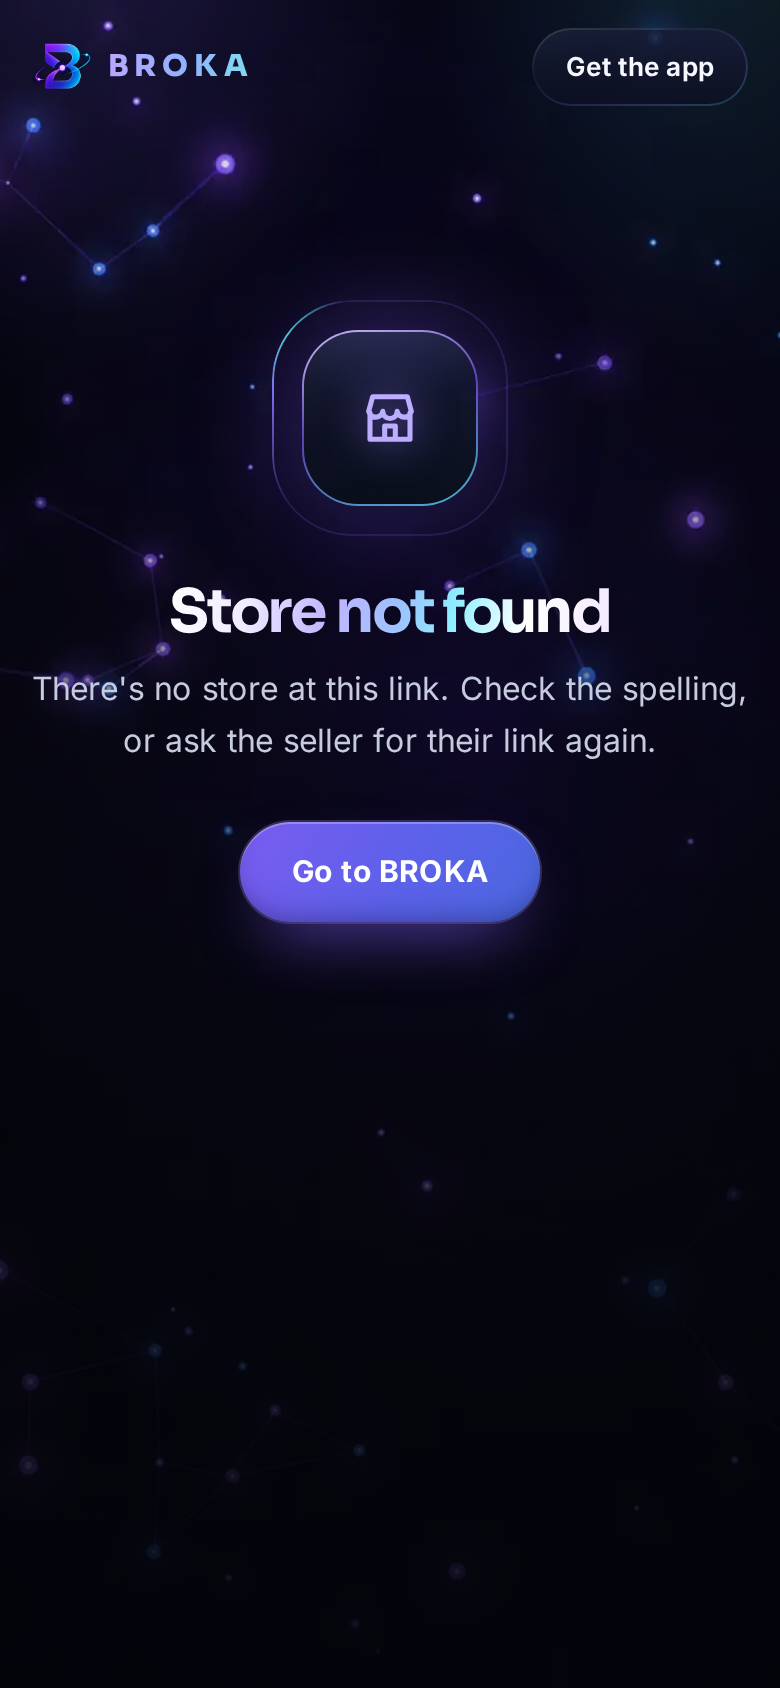 BROKA
Get the app
Store not found
There's no store at this link. Check the spelling,
or ask the seller for their link again.
Go to BROKA